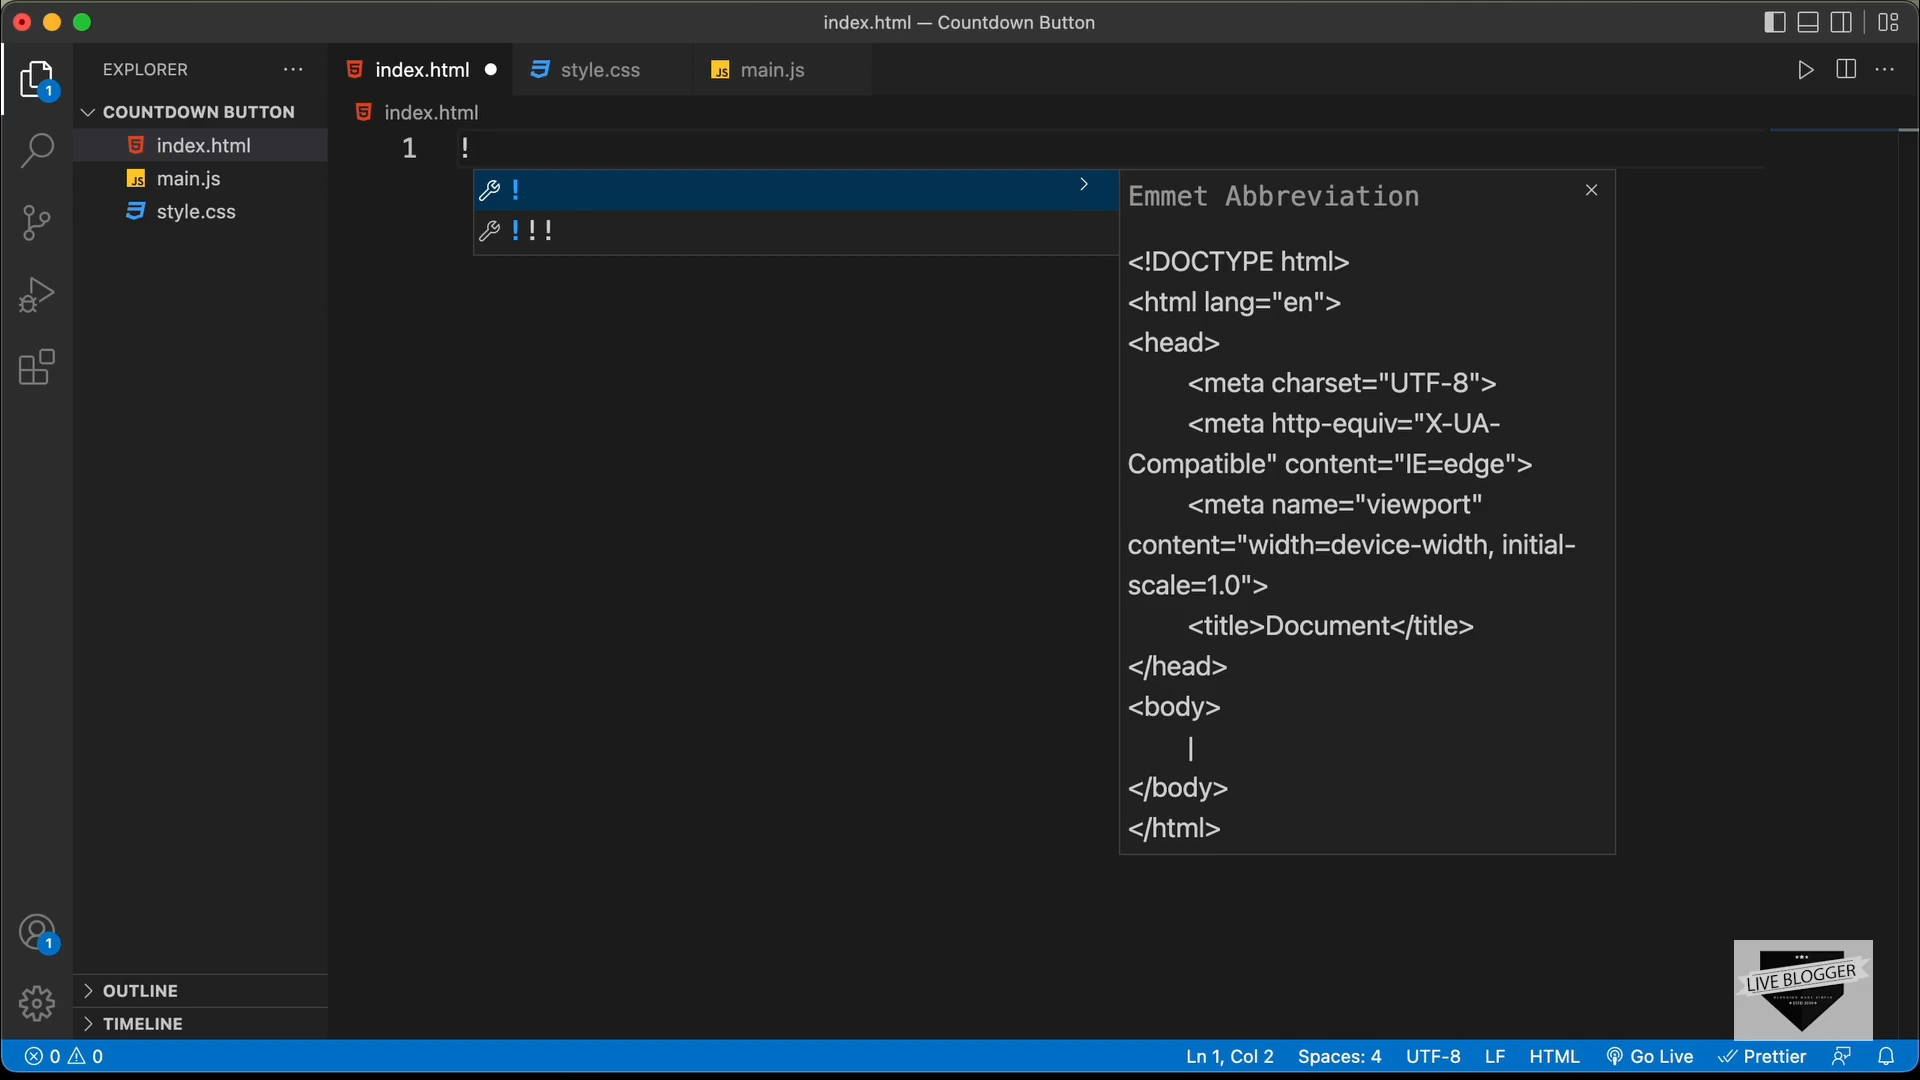 index.html — Countdown Button
EXPLORER
index.html
style.css
JS main.js
1
COUNTDOWN BUTTON
index.html
index.html
JS main.js
style.css
1 !
!
!!!
Emmet Abbreviation
<!DOCTYPE html>
<html lang="en">
<head>
<meta charset="UTF-8">
<meta http-equiv="X-UA-
Compatible" content="IE=edge">
<meta name="viewport"
content="width=device-width, initial-
scale=1.0">
<title>Document</title>
</head>
<body>
|
</body>
</html>
1
LIVE BLOGGER
OUTLINE
TIMELINE
0 0
Ln 1, Col 2 Spaces: 4 UTF-8 LF HTML Go Live Prettier